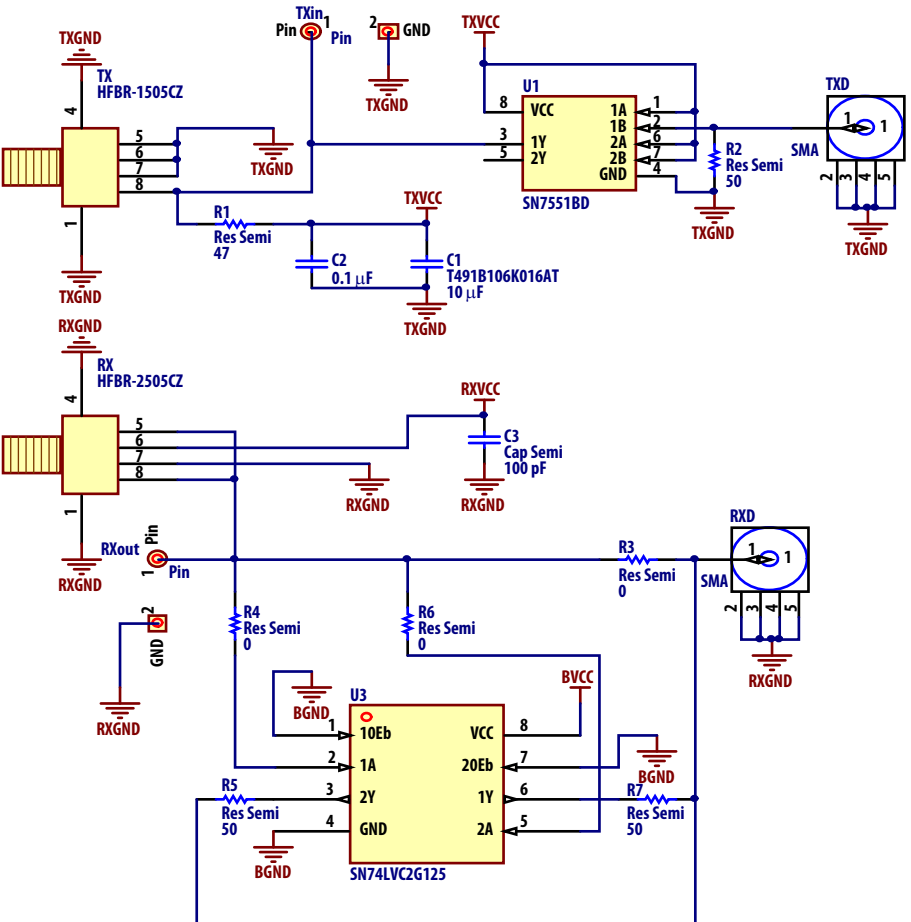 TXin
Pin 1
Pin
2
GND
TXGND
TXVCC
TXGND
TX
HFBR-1505CZ
4
5
6
7
8
1
TXGND
TXGND
U1
8 VCC 1A 1
1B 2
3 1Y 2A 6
5 2Y 2B 7
GND 4
SN7551BD
R2
Res Semi
50
TXGND
TXD
1 1
SMA
2 3 4 5
TXGND
R1
Res Semi
47
TXVCC
C2
0.1 μF
C1
T491B106K016AT
10 μF
TXGND
RXGND
RX
HFBR-2505CZ
4
5
6
7
8
1
RXGND
RXVCC
C3
Cap Semi
100 pF
RXGND
RXGND
RXout
Pin
1
Pin
R3
Res Semi
0
RXD
1 1
SMA
2 3 4 5
RXGND
2
GND
RXGND
R4
Res Semi
0
R6
Res Semi
0
BGND
BVCC
U3
1 10Eb VCC 8
2 1A 20Eb 7
3 2Y 1Y 6
4 GND 2A 5
SN74LVC2G125
BGND
R5
Res Semi
50
BGND
R7
Res Semi
50